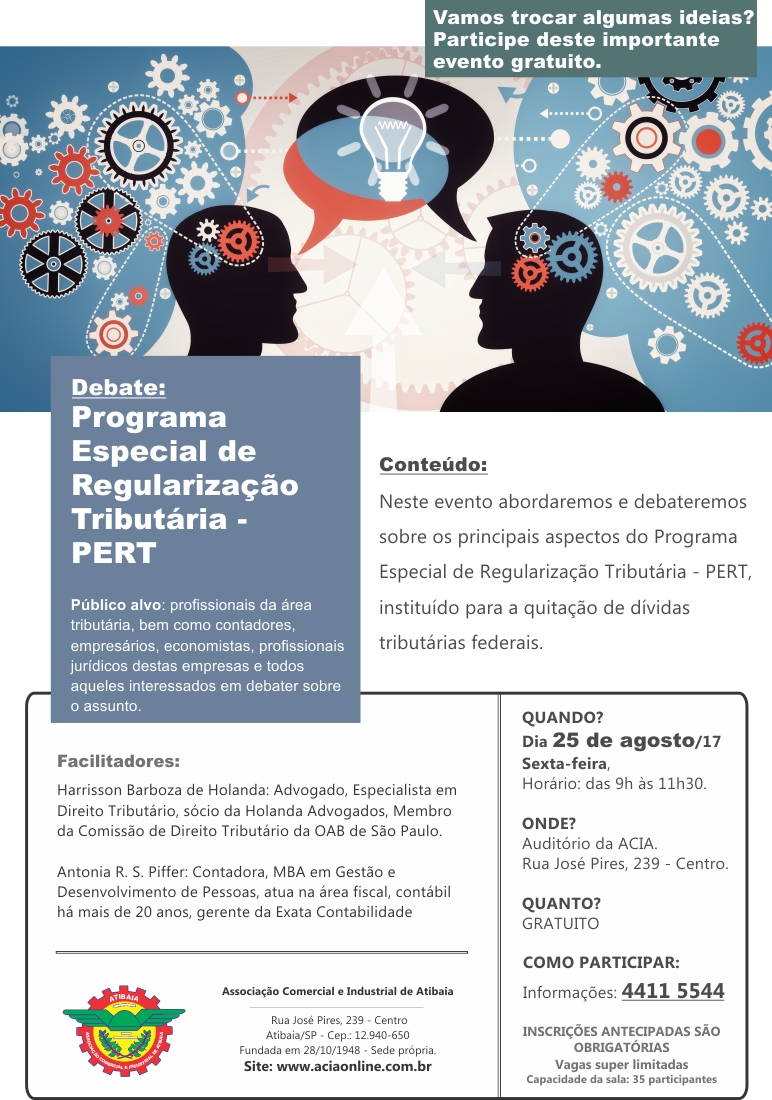 Vamos trocar algumas ideias?
Participe deste importante
evento gratuito.
Debate:
Programa
Especial de
Regularização
Tributária -
PERT
Público alvo: profissionais da área
tributária, bem como contadores,
empresários, economistas, profissionais
jurídicos destas empresas e todos
aqueles interessados em debater sobre
o assunto.
Conteúdo:
Neste evento abordaremos e debateremos
sobre os principais aspectos do Programa
Especial de Regularização Tributária - PERT,
instituído para a quitação de dívidas
tributárias federais.
Facilitadores:
Harrisson Barboza de Holanda: Advogado, Especialista em
Direito Tributário, sócio da Holanda Advogados, Membro
da Comissão de Direito Tributário da OAB de São Paulo.
Antonia R. S. Piffer: Contadora, MBA em Gestão e
Desenvolvimento de Pessoas, atua na área fiscal, contábil
há mais de 20 anos, gerente da Exata Contabilidade
ATIBAIA
ASSOCIAÇÃO COMERCIAL E INDUSTRIAL DE ATIBAIA
Associação Comercial e Industrial de Atibaia
Rua José Pires, 239 - Centro
Atibaia/SP - Cep.: 12.940-650
Fundada em 28/10/1948 - Sede própria.
Site: www.aciaonline.com.br
QUANDO?
Dia 25 de agosto/17
Sexta-feira,
Horário: das 9h às 11h30.
ONDE?
Auditório da ACIA.
Rua José Pires, 239 - Centro.
QUANTO?
GRATUITO
COMO PARTICIPAR:
Informações: 4411 5544
INSCRIÇÕES ANTECIPADAS SÃO
OBRIGATÓRIAS
Vagas super limitadas
Capacidade da sala: 35 participantes